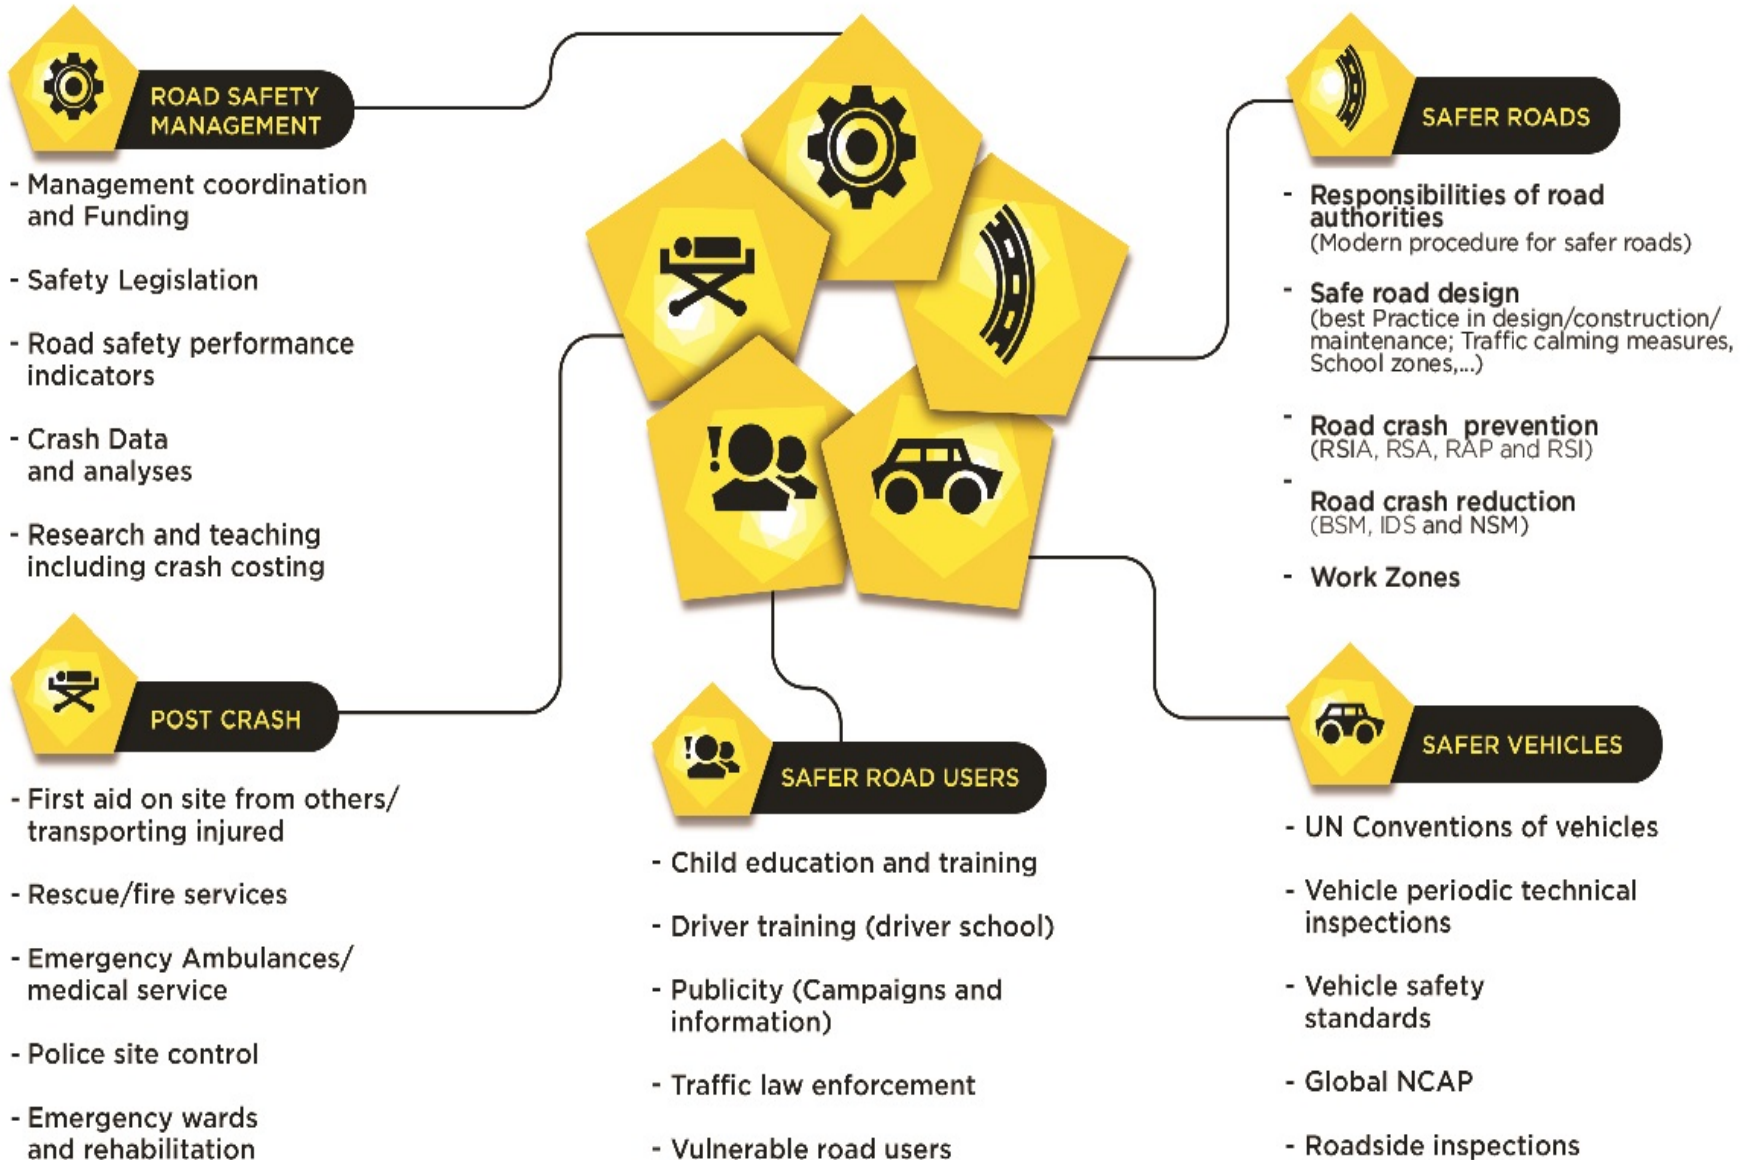 ROAD SAFETY
MANAGEMENT
- Management coordination
and Funding
- Safety Legislation
- Road safety performance
indicators
- Crash Data
and analyses
- Research and teaching
including crash costing
SAFER ROADS
- Responsibilities of road
authorities
(Modern procedure for safer roads)
- Safe road design
(best Practice in design/construction/
maintenance; Traffic calming measures,
School zones,...)
- Road crash prevention
(RSIA, RSA, RAP and RSI)
- Road crash reduction
(BSM, IDS and NSM)
- Work Zones
POST CRASH
- First aid on site from others/
transporting injured
- Rescue/fire services
- Emergency Ambulances/
medical service
- Police site control
- Emergency wards
and rehabilitation
SAFER ROAD USERS
- Child education and training
- Driver training (driver school)
- Publicity (Campaigns and
information)
- Traffic law enforcement
- Vulnerable road users
SAFER VEHICLES
- UN Conventions of vehicles
- Vehicle periodic technical
inspections
- Vehicle safety
standards
- Global NCAP
- Roadside inspections